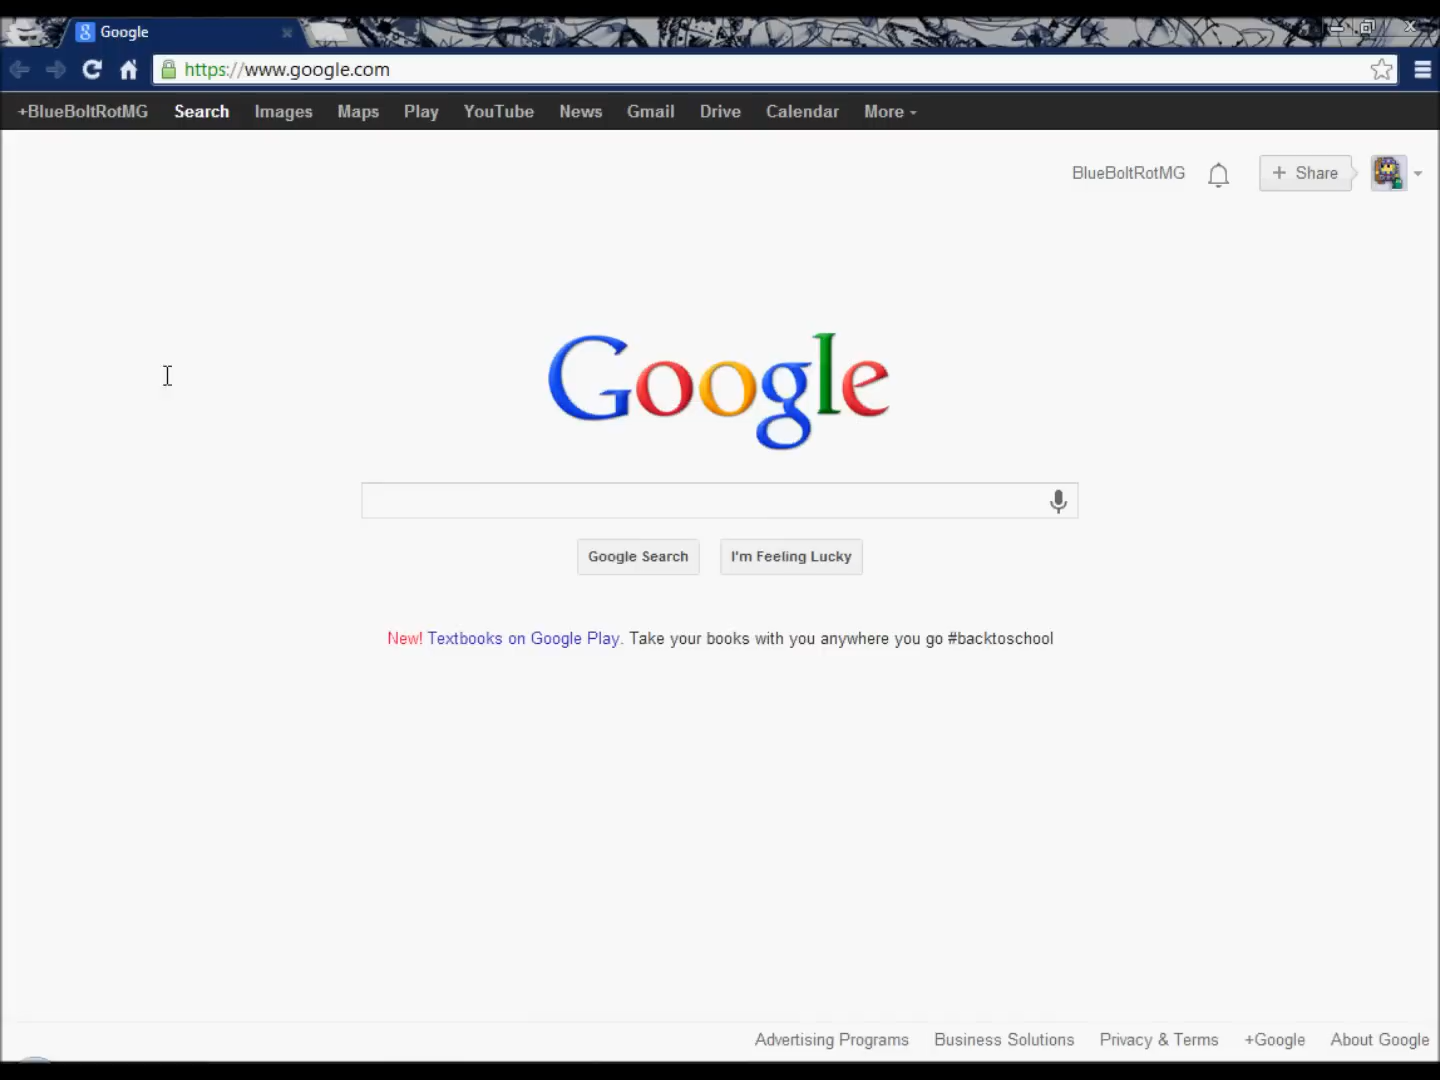 Google
https://www.google.com
+BlueBoltRotMG Search Images Maps Play YouTube News Gmail Drive Calendar More
BlueBoltRotMG + Share
Google
Google Search I'm Feeling Lucky
New! Textbooks on Google Play. Take your books with you anywhere you go #backtoschool
Advertising Programs Business Solutions Privacy & Terms +Google About Google